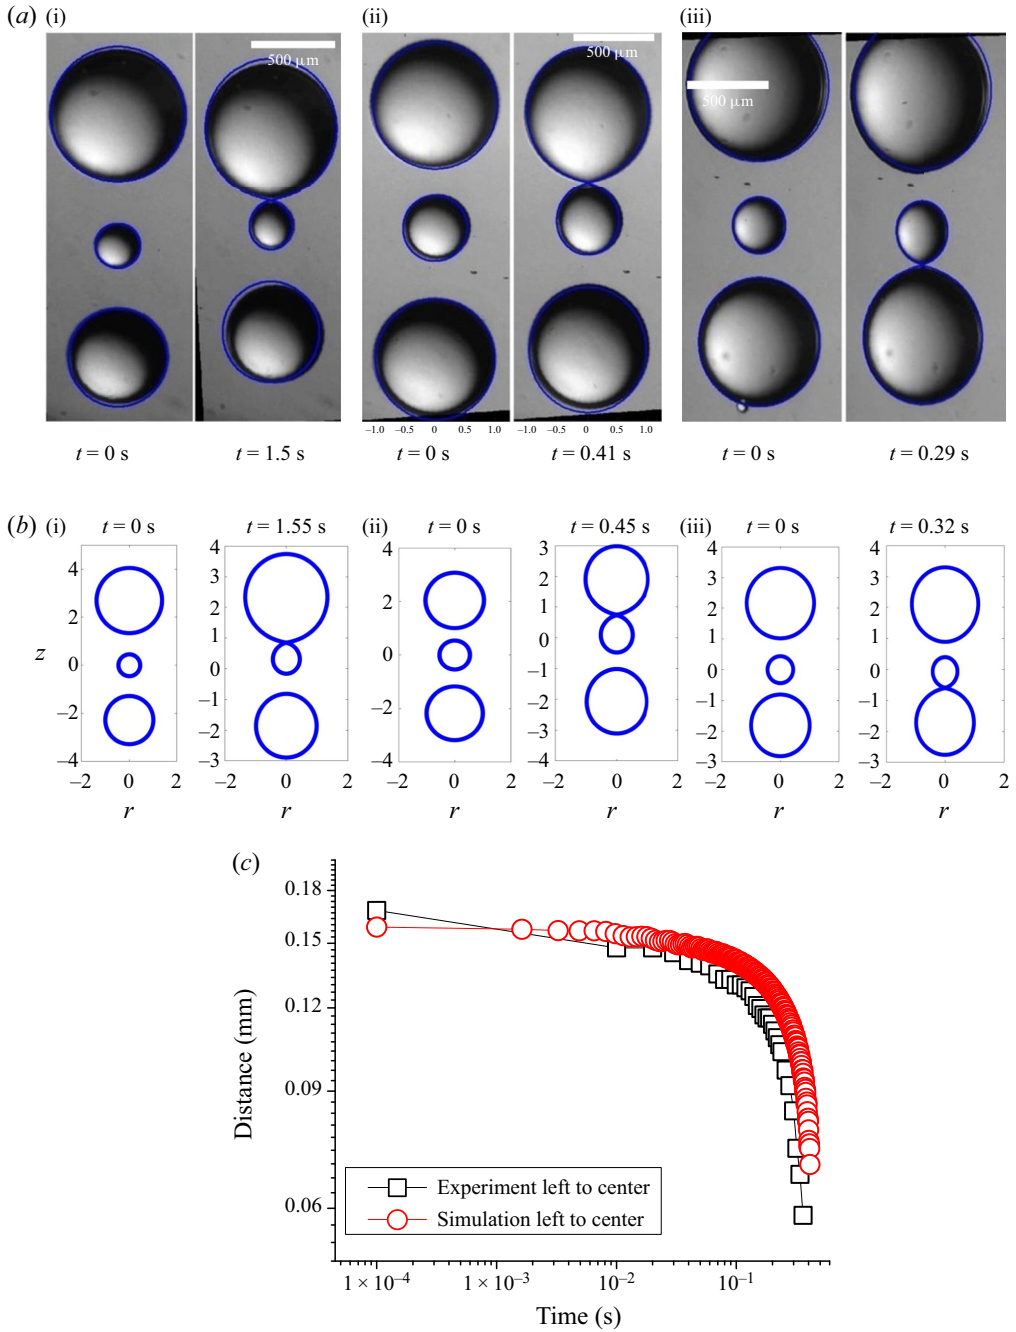 (a) (i) (ii) (iii)
500 μm 500 μm 500 μm
–1.0 –0.5 0 0.5 1.0 –1.0 –0.5 0 0.5 1.0
t = 0 s t = 1.5 s t = 0 s t = 0.41 s t = 0 s t = 0.29 s
(b) (i) t = 0 s t = 1.55 s (ii) t = 0 s t = 0.45 s (iii) t = 0 s t = 0.32 s
z
4 2 0 –2 –4
4 3 2 1 0 –1 –2 –3
4 2 0 –2 –4
3 2 1 0 –1 –2 –3 –4
4 3 2 1 0 –1 –2 –3
4 3 2 1 0 –1 –2 –3
–2 0 2 –2 0 2 –2 0 2 –2 0 2 –2 0 2 –2 0 2
r r r r r r
(c)
0.18
0.15
0.12
0.09
0.06
Distance (mm)
Experiment left to center
Simulation left to center
1 × 10–4 1 × 10–3 10–2 10–1
Time (s)